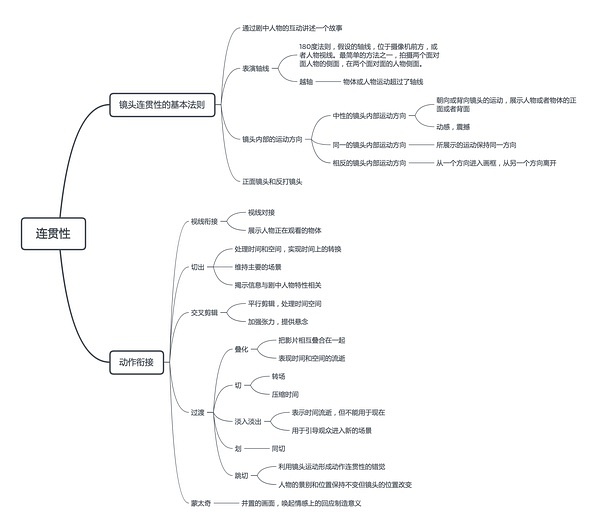 连贯性
镜头连贯性的基本法则
通过剧中人物的互动讲述一个故事
表演轴线
180度法则，假设的轴线，位于摄像机前方，或
者人物视线。最简单的方法之一，拍摄两个面对
面人物的侧面，在两个面对面的人物侧面。
越轴
物体或人物运动超过了轴线
镜头内部的运动方向
中性的镜头内部运动方向
朝向或背向镜头的运动，展示人物或者物体的正
面或者背面
动感，震撼
同一的镜头内部运动方向
所展示的运动保持同一方向
相反的镜头内部运动方向
从一个方向进入画框，从另一个方向离开
正面镜头和反打镜头
动作衔接
视线衔接
视线对接
展示人物正在观看的物体
切出
处理时间和空间，实现时间上的转换
维持主要的场景
揭示信息与剧中人物特性相关
交叉剪辑
平行剪辑，处理时间空间
加强张力，提供悬念
过渡
叠化
把影片相互叠合在一起
表现时间和空间的流逝
切
转场
压缩时间
淡入淡出
表示时间流逝，但不能用于现在
用于引导观众进入新的场景
划
同切
跳切
利用镜头运动形成动作连贯性的错觉
人物的景别和位置保持不变但镜头的位置改变
蒙太奇
并置的画面，唤起情感上的回应制造意义